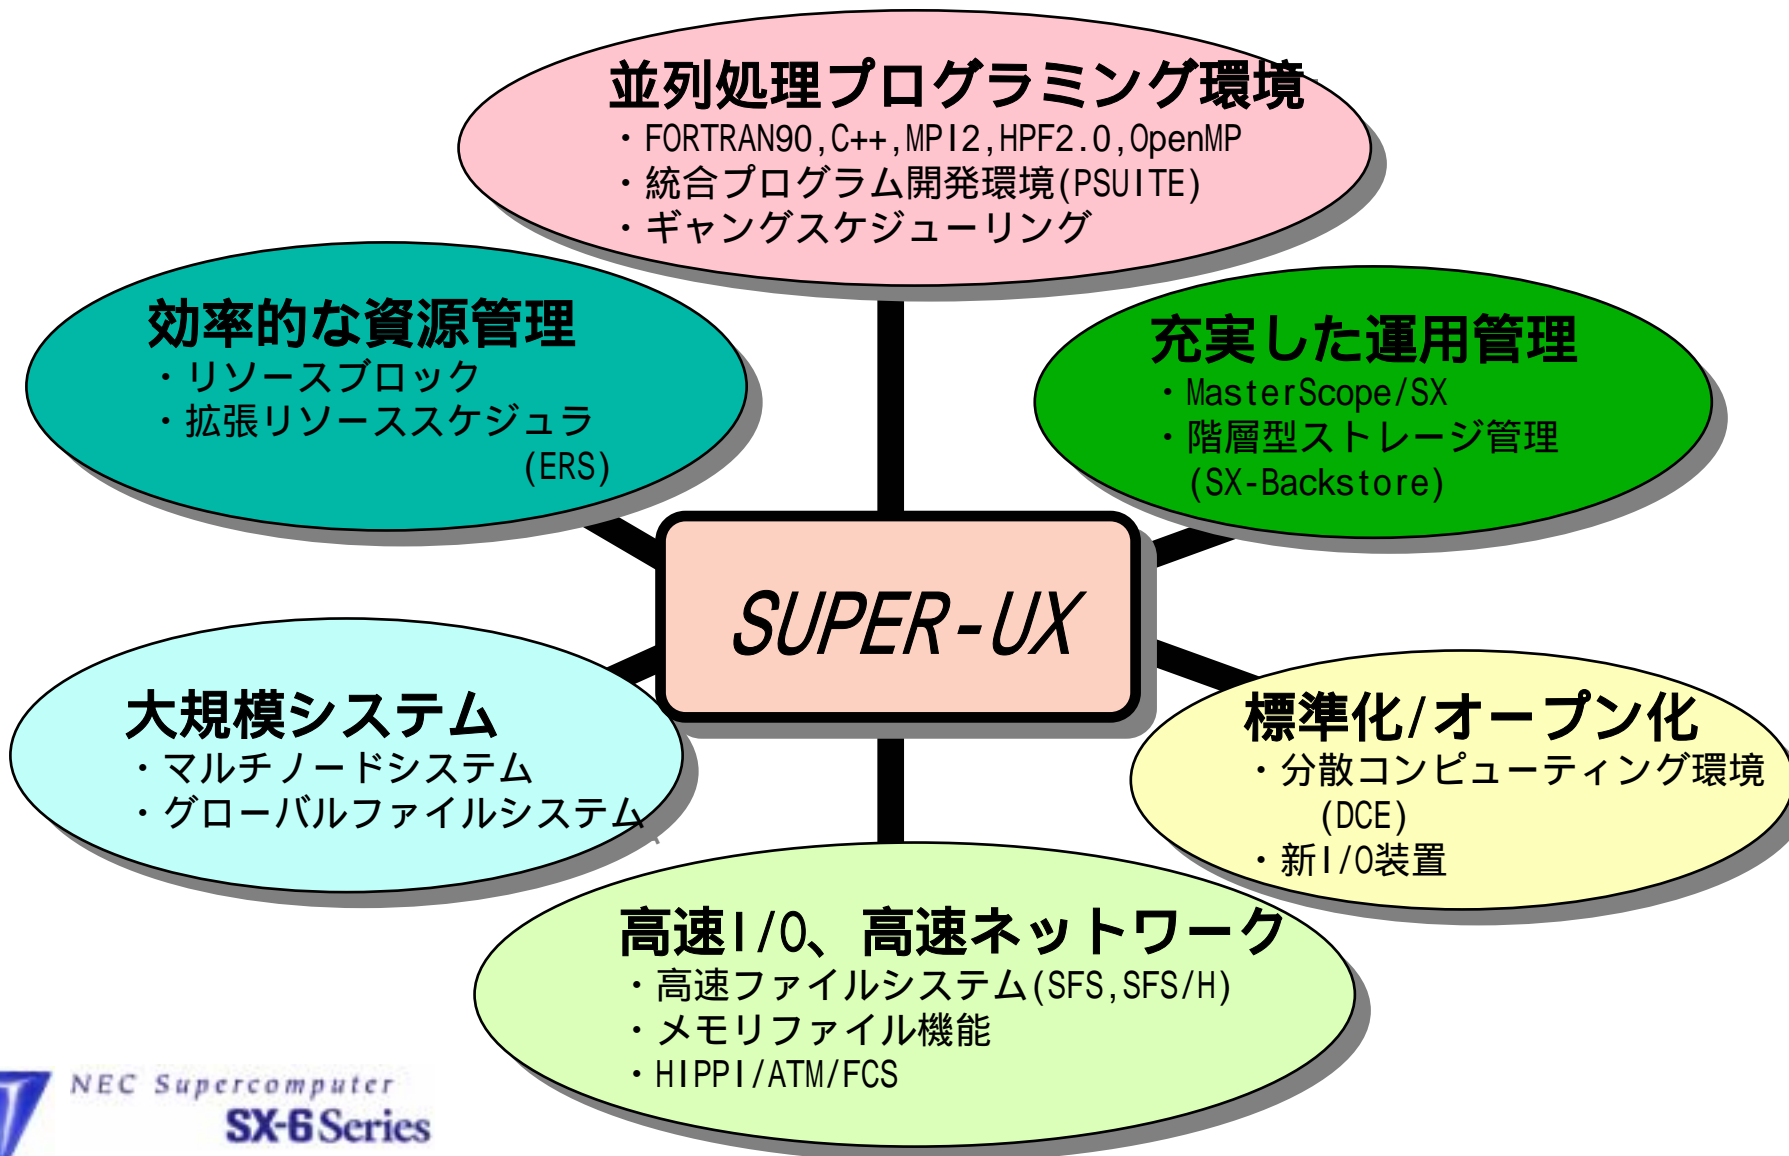 並列処理プログラミング環境
・FORTRAN90,C++,MPI2,HPF2.0,OpenMP
・統合プログラム開発環境(PSUITE)
・ギャングスケジューリング
効率的な資源管理
・リソースブロック
・拡張リソーススケジュラ
(ERS)
充実した運用管理
・MasterScope/SX
・階層型ストレージ管理
(SX-Backstore)
SUPER-UX
大規模システム
・マルチノードシステム
・グローバルファイルシステム
標準化/オープン化
・分散コンピューティング環境
(DCE)
・新I/O装置
高速I/O、高速ネットワーク
・高速ファイルシステム(SFS,SFS/H)
・メモリファイル機能
・HIPPI/ATM/FCS
NEC Supercomputer
SX-6 Series